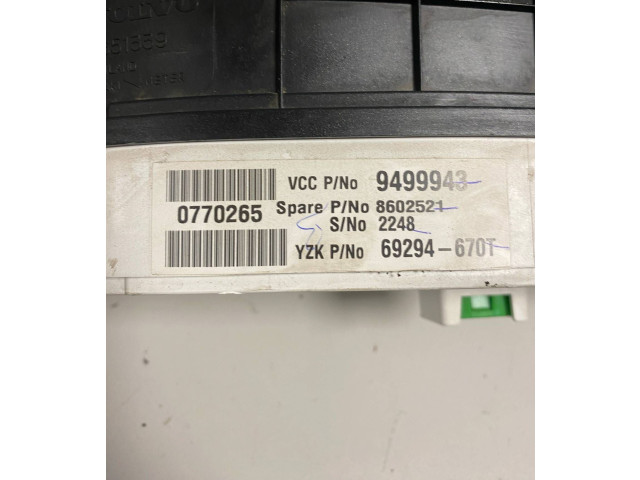 VCC P/No 9499943
0770265
Spare P/No 8602521
S/No 2248
YZK P/No 69294-670T